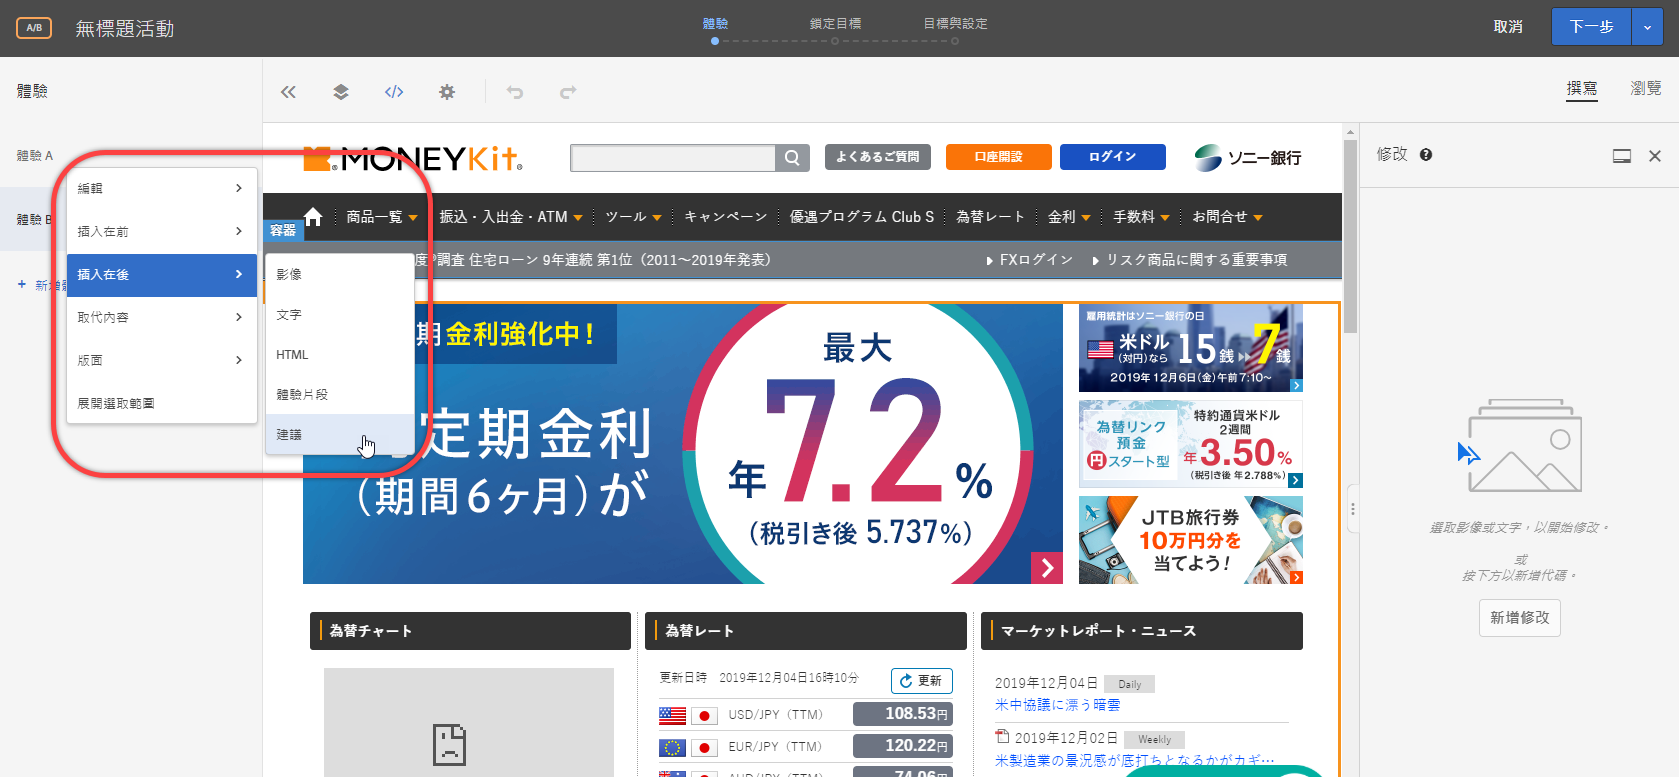 A/B
無標題活動
體驗
鎖定目標
目標與設定
取消
下一步
體驗
撰寫
瀏覽
體驗 A
體驗 B
+ 新增
編輯
插入在前
插入在後
取代內容
版面
展開選取範圍
影像
文字
HTML
體驗片段
建議
MONEYKit
よくあるご質問
口座開設
ログイン
ソニー銀行
商品一覧
振込・入出金・ATM
ツール
キャンペーン
優遇プログラム Club S
為替レート
金利
手数料
お問合せ
容器
度®調査 住宅ローン 9年連続 第1位（2011〜2019年発表）
FXログイン
リスク商品に関する重要事項
期 金利強化中！
定期金利
（期間6ヶ月）が
最大
年7.2%
（税引き後 5.737%）
雇用統計はソニー銀行の日
米ドル
（対円）なら
15銭
7銭
2019年 12月6日(金)午前7:10〜
為替リンク
預金
円スタート型
特約通貨米ドル
2週間
年3.50%
(税引き後 年2.788%)
JTB旅行券
10万円分を
当てよう！
為替チャート
為替レート
更新日時　2019年12月04日16時10分
更新
USD/JPY（TTM）
108.53円
EUR/JPY（TTM）
120.22円
AUD/JPY（TTM）
74.06円
マーケットレポート・ニュース
2019年12月04日
Daily
米中協議に漂う暗雲
2019年12月02日
Weekly
米製造業の景況感が底打ちとなるかがカギ…
修改
選取影像或文字，以開始修改。
或
按下方以新增代碼。
新增修改